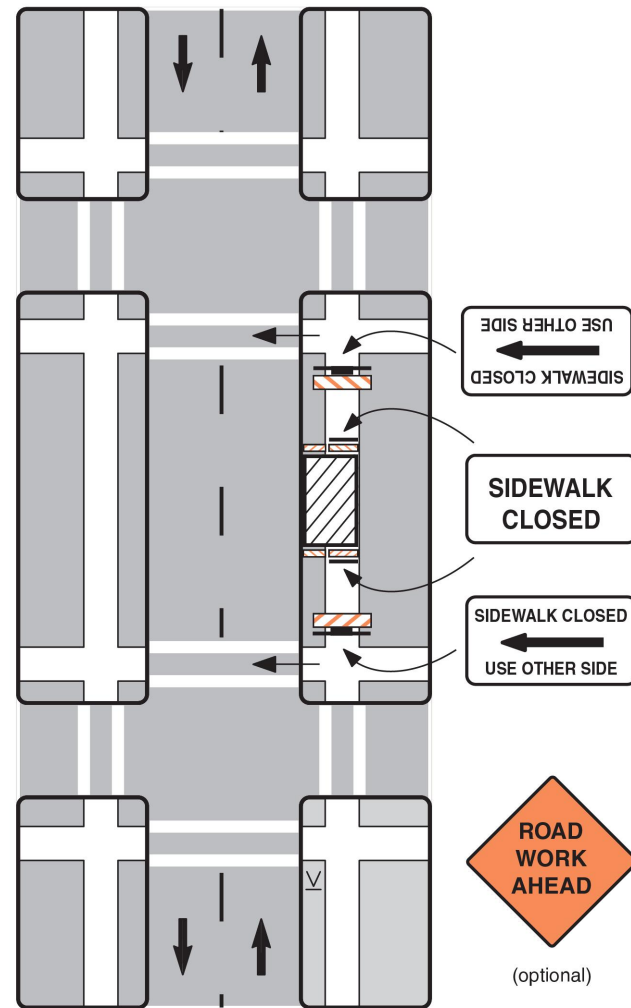 USE OTHER SIDE
SIDEWALK CLOSED
SIDEWALK
CLOSED
SIDEWALK CLOSED
USE OTHER SIDE
ROAD
WORK
AHEAD
(optional)